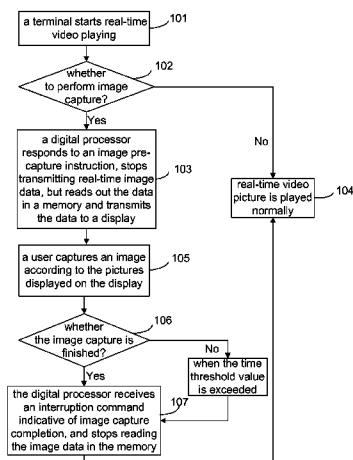 a terminal starts real-time
video playing
101
whether
to perform image
capture?
102
Yes
No
a digital processor
responds to an image pre-
capture instruction, stops
transmitting real-time image
data, but reads out the data
in a memory and transmits
the data to a display
103
real-time video
picture is played
normally
104
a user captures an image
according to the pictures
displayed on the display
105
whether
the image capture is
finished?
106
No
Yes
when the time
threshold value
is exceeded
the digital processor receives
an interruption command
indicative of image capture
completion, and stops reading
the image data in the memory
107